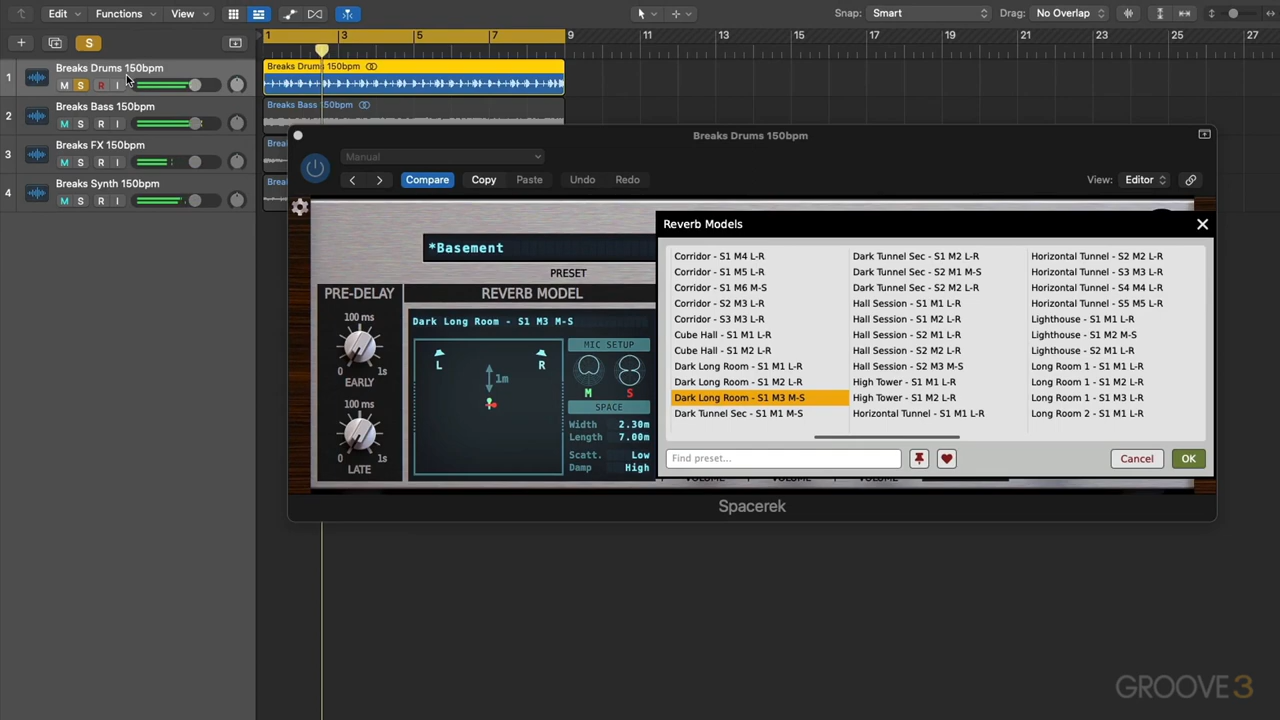 Edit Functions View Snap: Smart Drag: No Overlap
S 1 3 5 7 9 11 13 15 17 19 21 23 25 27
1 Breaks Drums 150bpm Breaks Drums 150bpm
M S R I
2 Breaks Bass 150bpm Breaks Bass 150bpm
M S R I
3 Breaks FX 150bpm Breaks
M S R I
4 Breaks Synth 150bpm Breaks
M S R I
Breaks Drums 150bpm
Manual
Compare Copy Paste Undo Redo View: Editor
*Basement
PRESET
PRE-DELAY REVERB MODEL
100 ms
0 1s
EARLY
100 ms
0 1s
LATE
Dark Long Room - S1 M3 M-S
L R
1m
MIC SETUP
M S
SPACE
Width 2.30m
Length 7.00m
Scatt. Low
Damp High
Reverb Models
Corridor - S1 M4 L-R
Corridor - S1 M5 L-R
Corridor - S1 M6 M-S
Corridor - S2 M3 L-R
Corridor - S3 M3 L-R
Cube Hall - S1 M1 L-R
Cube Hall - S1 M2 L-R
Dark Long Room - S1 M1 L-R
Dark Long Room - S1 M2 L-R
Dark Long Room - S1 M3 M-S
Dark Tunnel Sec - S1 M1 M-S
Dark Tunnel Sec - S1 M2 L-R
Dark Tunnel Sec - S2 M1 M-S
Dark Tunnel Sec - S2 M2 L-R
Hall Session - S1 M1 L-R
Hall Session - S1 M2 L-R
Hall Session - S2 M1 L-R
Hall Session - S2 M2 L-R
Hall Session - S2 M3 M-S
High Tower - S1 M1 L-R
High Tower - S1 M2 L-R
Horizontal Tunnel - S1 M1 L-R
Horizontal Tunnel - S2 M2 L-R
Horizontal Tunnel - S3 M3 L-R
Horizontal Tunnel - S4 M4 L-R
Horizontal Tunnel - S5 M5 L-R
Lighthouse - S1 M1 L-R
Lighthouse - S1 M2 M-S
Lighthouse - S2 M1 L-R
Long Room 1 - S1 M1 L-R
Long Room 1 - S1 M2 L-R
Long Room 1 - S1 M3 L-R
Long Room 2 - S1 M1 L-R
Find preset... Cancel OK
VOLUME VOLUME VOLUME
Spacerek
GROOVE 3